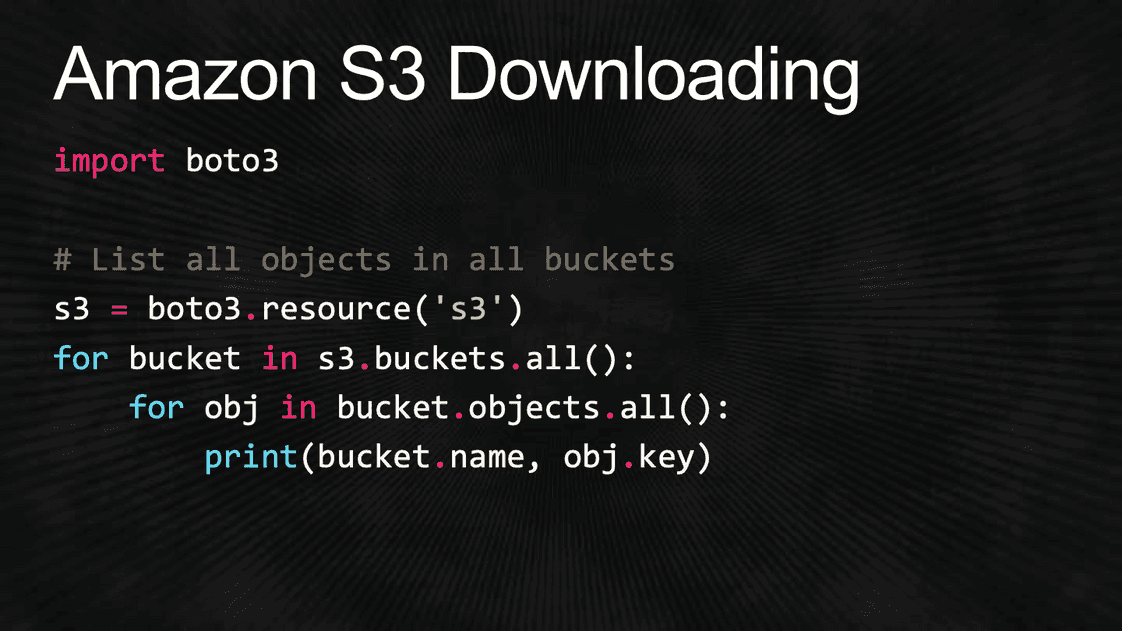 Amazon S3 Downloading
import boto3
# List all objects in all buckets
s3 = boto3.resource('s3')
for bucket in s3.buckets.all():
    for obj in bucket.objects.all():
        print(bucket.name, obj.key)